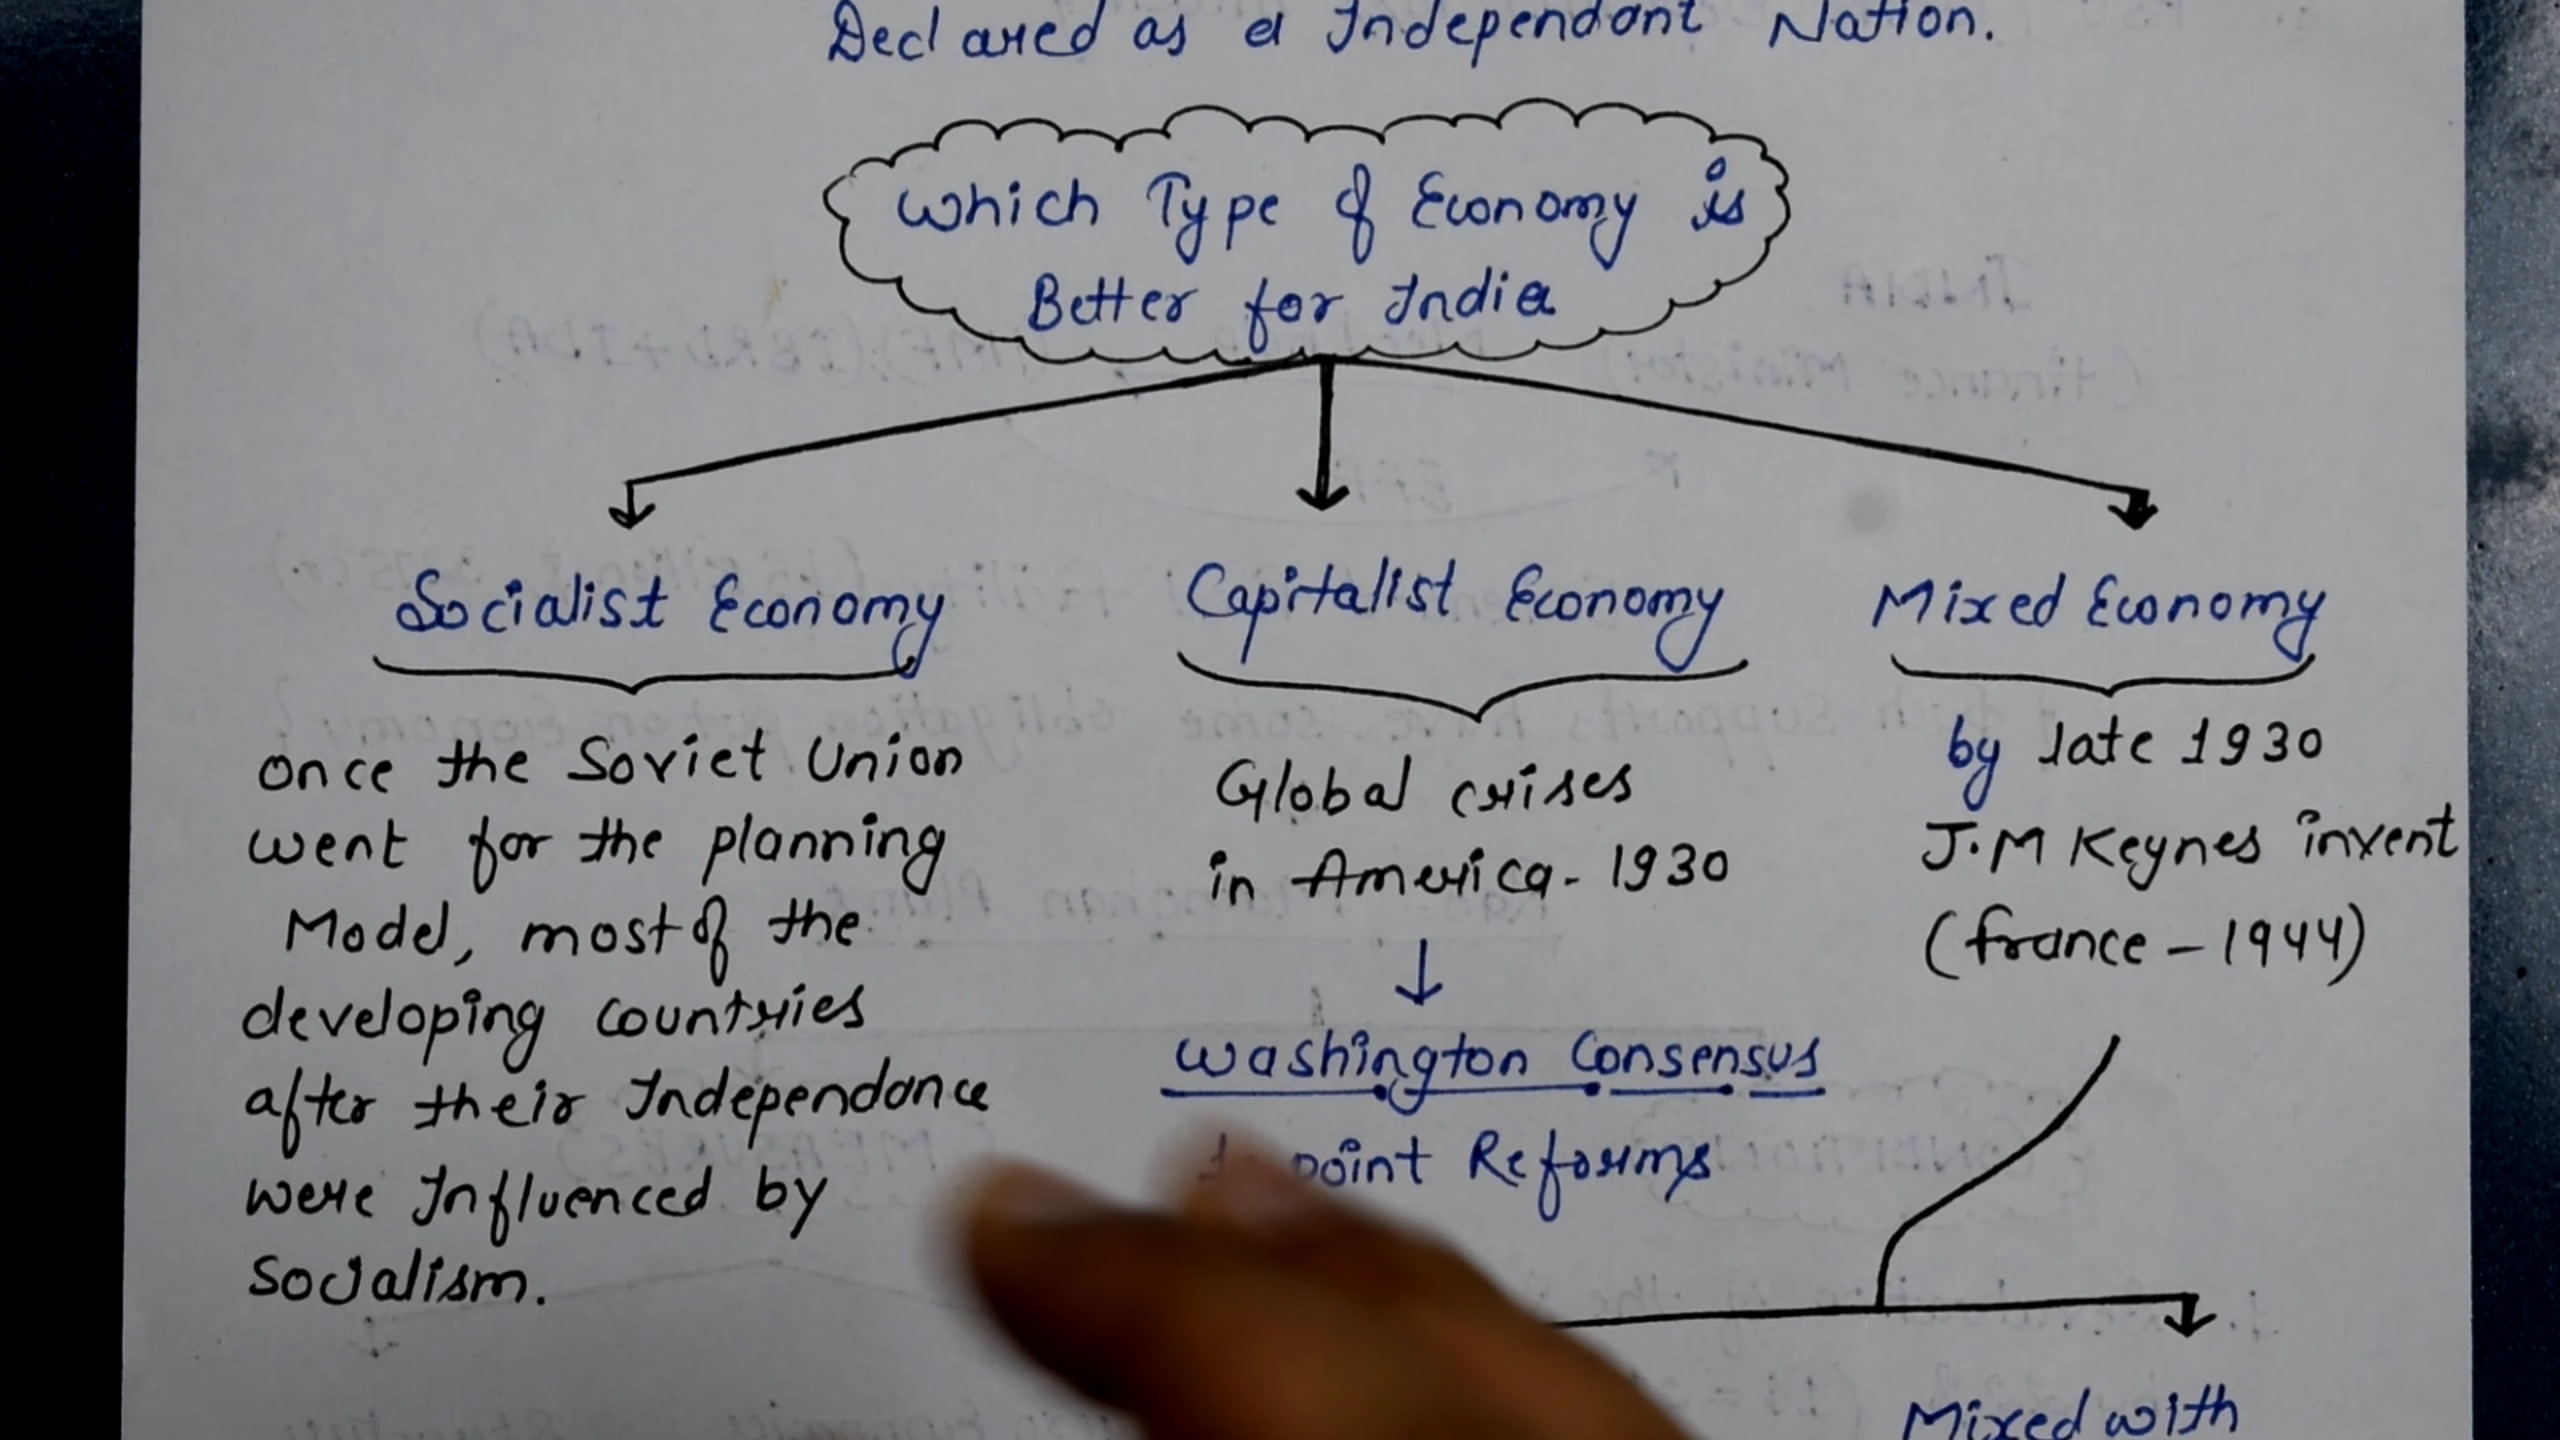 Declared as a Independant Nation.
which Type of Economy is
Better for India
Socialist Economy
once the Soviet Union
went for the planning
Model, most of the
developing countries
after their Independance
were Influenced by
Socialism.
Capitalist Economy
Global crises
in America - 1930
↓
Washington Consensus
point Reforms
Mixed Economy
by late 1930
J.M Keynes invent
(france - 1944)
Mixed with